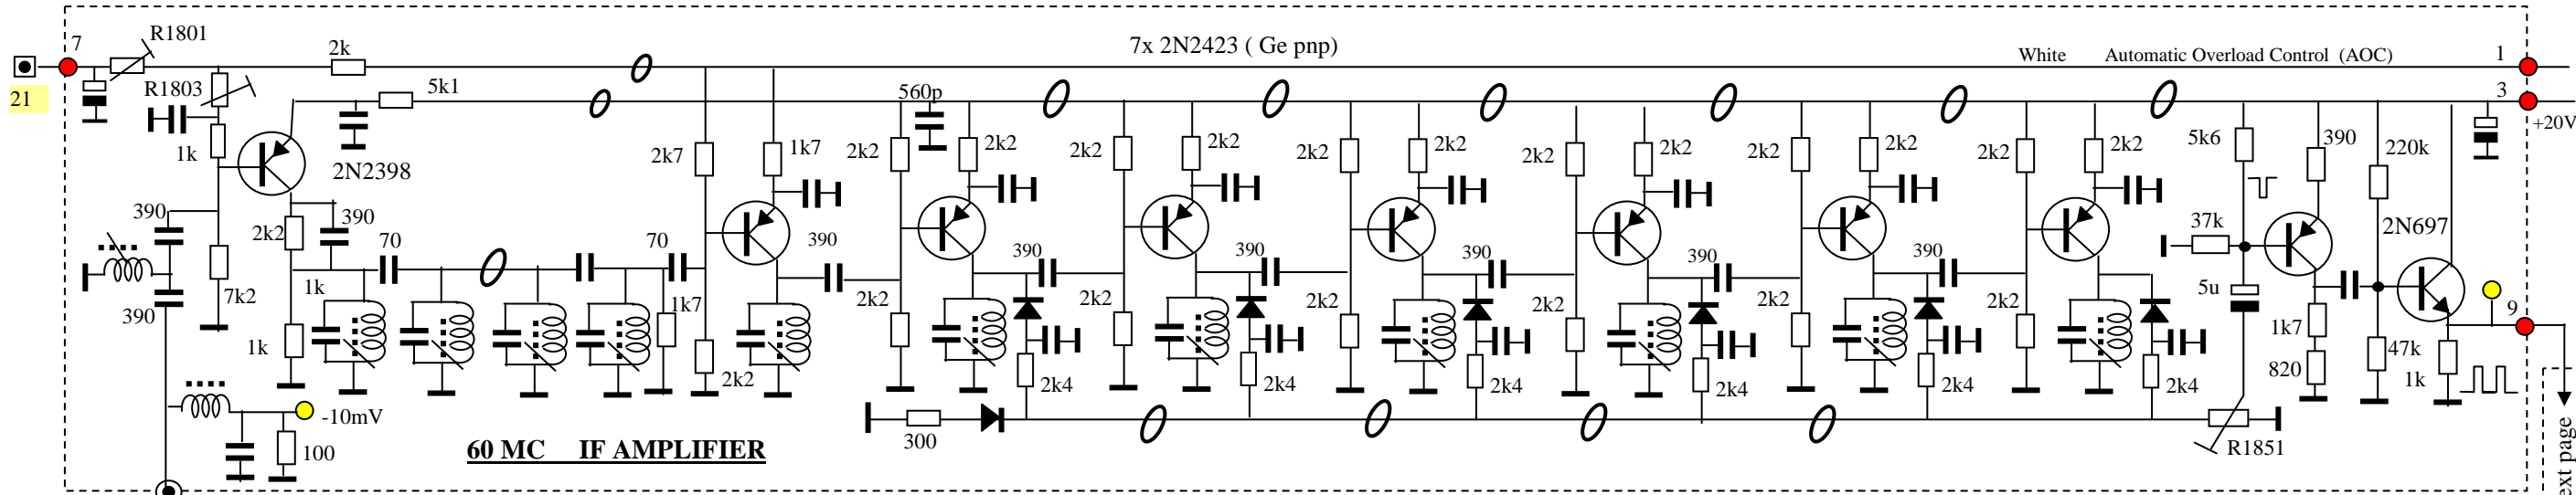 7
R1801
2k
7x 2N2423 ( Ge pnp)
White Automatic Overload Control (AOC)
1
21
R1803
5k1
560p
3
+20V
1k
2N2398
2k7
1k7
2k2
2k2
2k2
2k2
2k2
2k2
2k2
2k2
2k2
2k2
2k2
2k2
5k6
390
220k
390
2k2
390
70
70
390
390
390
390
390
390
37k
2N697
390
7k2
1k
1k
1k7
2k2
2k2
2k2
2k2
2k2
2k2
2k2
5u
9
1k7
820
47k
1k
2k4
2k4
2k4
2k4
2k4
2k4
-10mV
100
60 MC IF AMPLIFIER
300
R1851
ext page